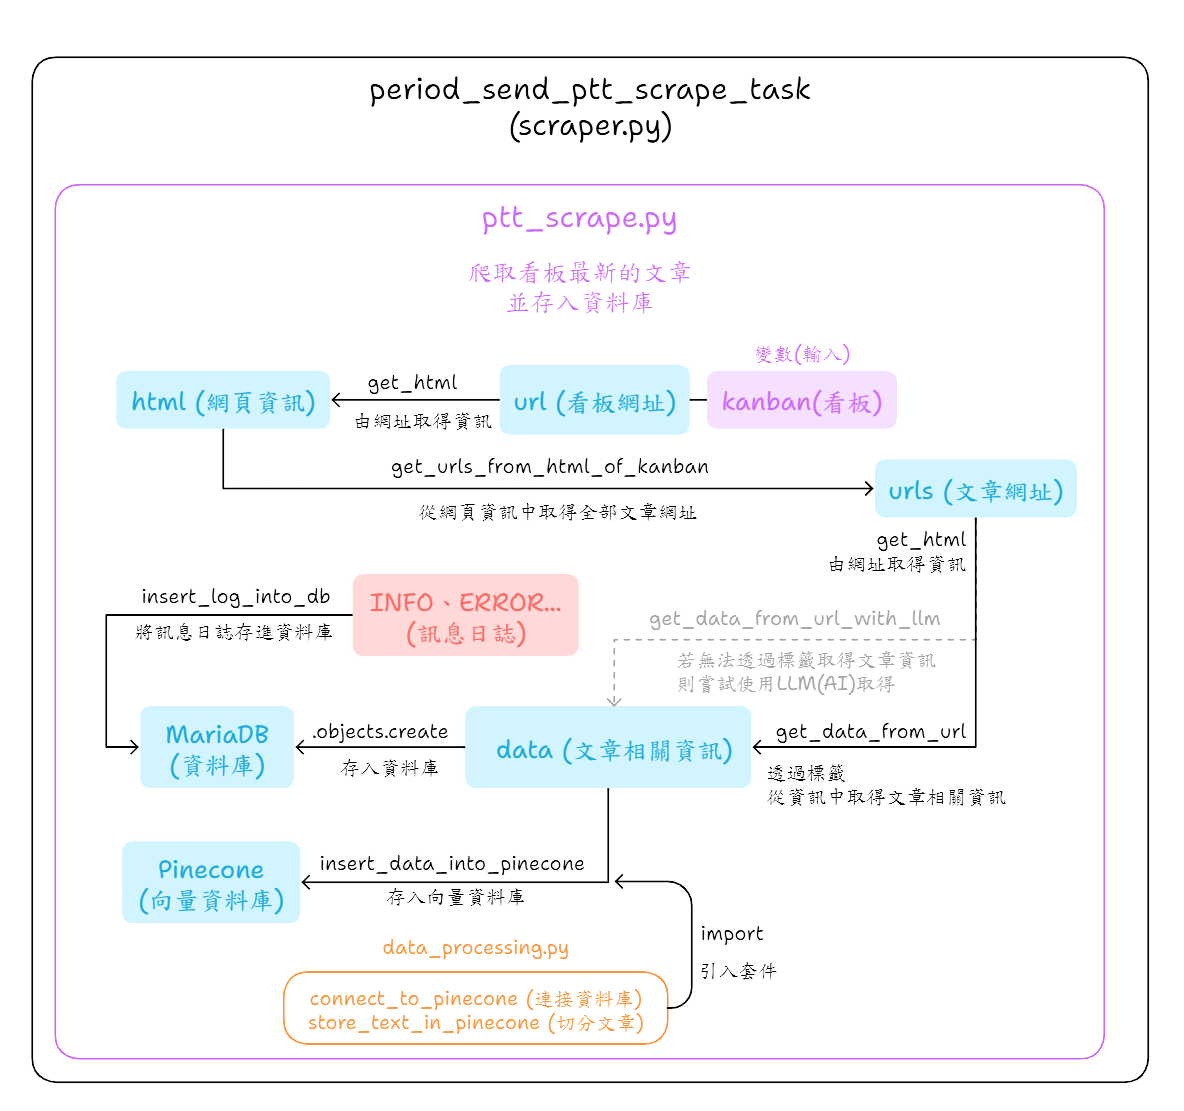 period_send_ptt_scrape_task
(scraper.py)
ptt_scrape.py
爬取看板最新的文章
並存入資料庫
變數(輸入)
html (網頁資訊)
get_html
由網址取得資訊
url (看板網址)
kanban(看板)
get_urls_from_html_of_kanban
從網頁資訊中取得全部文章網址
urls (文章網址)
get_html
由網址取得資訊
insert_log_into_db
將訊息日誌存進資料庫
INFO、ERROR...
(訊息日誌)
get_data_from_url_with_llm
若無法透過標籤取得文章資訊
則嘗試使用LLM(AI)取得
MariaDB
(資料庫)
.objects.create
存入資料庫
data (文章相關資訊)
get_data_from_url
透過標籤
從資訊中取得文章相關資訊
Pinecone
(向量資料庫)
insert_data_into_pinecone
存入向量資料庫
import
引入套件
data_processing.py
connect_to_pinecone (連接資料庫)
store_text_in_pinecone (切分文章)